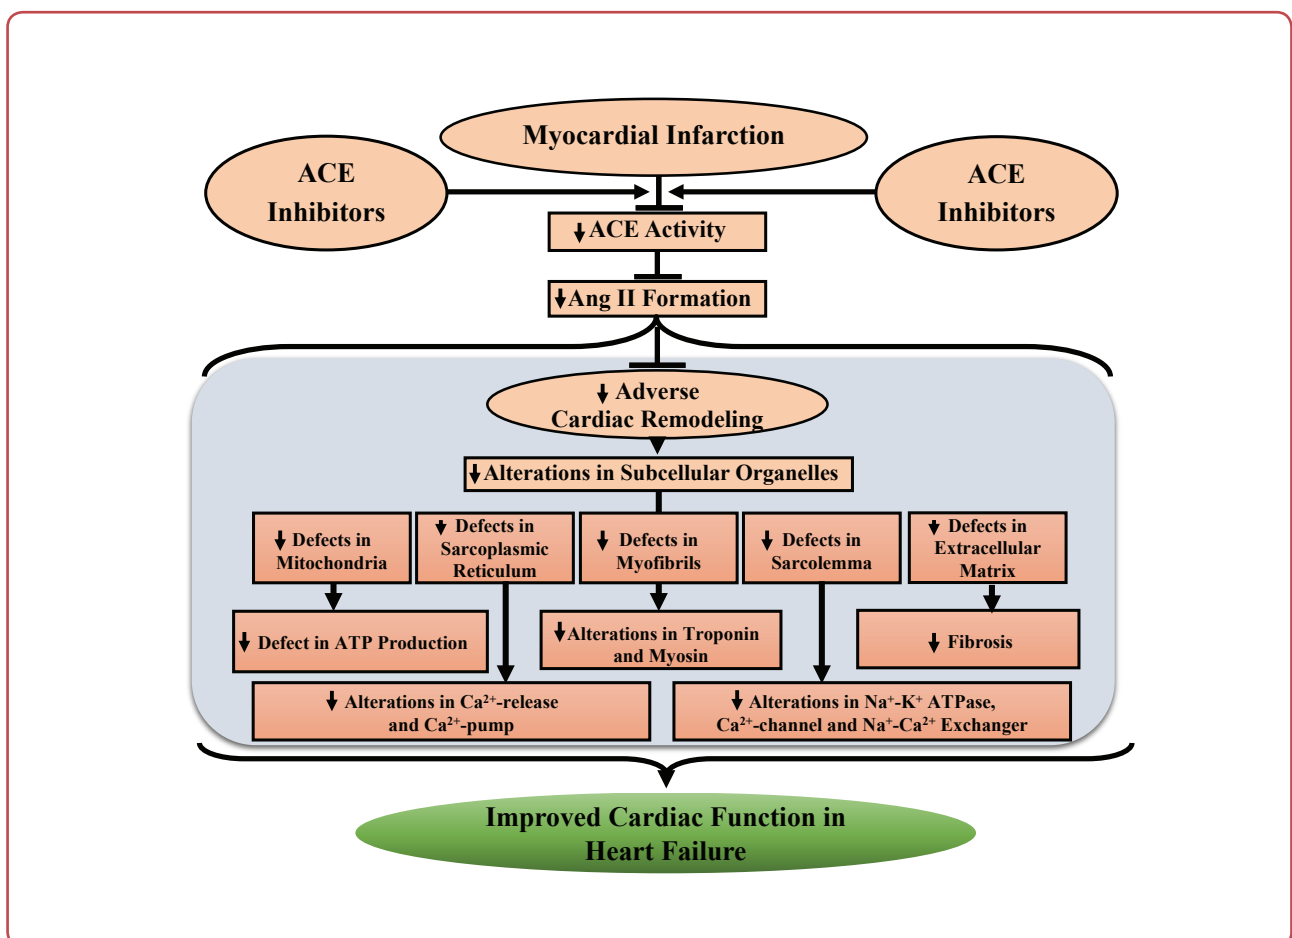 Myocardial Infarction
ACE
Inhibitors
ACE
Inhibitors
↓ ACE Activity
↓ Ang II Formation
↓ Adverse
Cardiac Remodeling
↓ Alterations in Subcellular Organelles
↓ Defects in
Mitochondria
↓ Defects in
Sarcoplasmic
Reticulum
↓ Defects in
Myofibrils
↓ Defects in
Sarcolemma
↓ Defects in
Extracellular
Matrix
↓ Defect in ATP Production
↓ Alterations in Troponin
and Myosin
↓ Fibrosis
↓ Alterations in Ca²⁺-release
and Ca²⁺-pump
↓ Alterations in Na⁺-K⁺ ATPase,
Ca²⁺-channel and Na⁺-Ca²⁺ Exchanger
Improved Cardiac Function in
Heart Failure